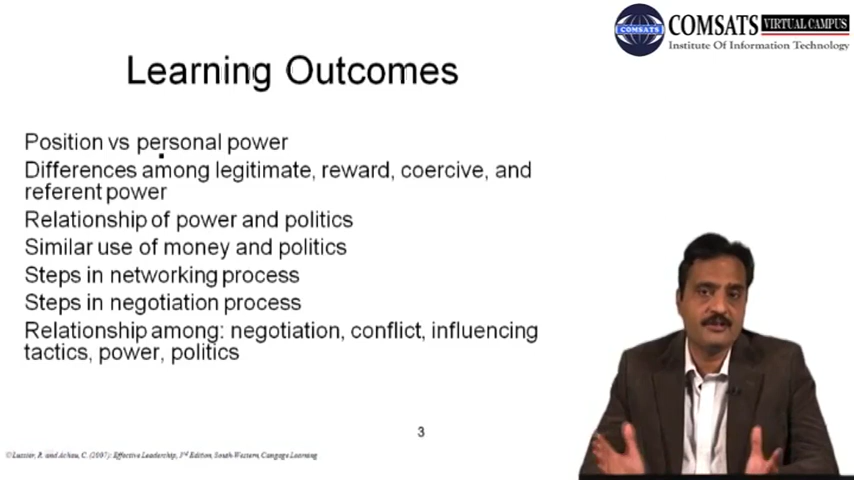 COMSATS
COMSATS VIRTUAL CAMPUS
Institute Of Information Technology
Learning Outcomes
Position vs personal power
Differences among legitimate, reward, coercive, and
referent power
Relationship of power and politics
Similar use of money and politics
Steps in networking process
Steps in negotiation process
Relationship among: negotiation, conflict, influencing
tactics, power, politics
3
©Lussier, R. and Achua, C. (2007): Effective Leadership, 3rd Edition, South-Western, Cengage Learning